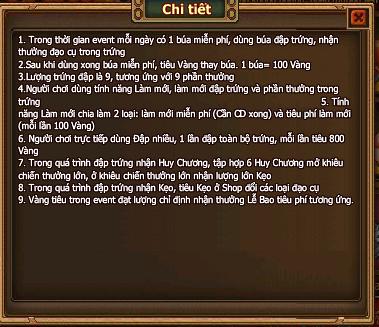 Chi tiết
1. Trong thời gian event mỗi ngày có 1 búa miễn phí, dùng búa đập trứng, nhận
thưởng đạo cụ trong trứng
2.Sau khi dùng xong búa miễn phí, tiêu Vàng thay búa. 1 búa= 100 Vàng
3.Lượng trứng đập là 9, tương ứng với 9 phần thưởng
4.Người chơi dùng tính năng Làm mới, làm mới đập trứng và phần thưởng trong
trứng 5. Tính
năng Làm mới chia làm 2 loại: làm mới miễn phí (Cần CD xong) và tiêu phí làm mới
(mỗi lần 100 Vàng)
6. Người chơi trực tiếp dùng Đập nhiều, 1 lần đập toàn bộ trứng, mỗi lần tiêu 800
Vàng
7. Trong quá trình đập trứng nhận Huy Chương, tập hợp 6 Huy Chương mở khiêu
chiến thưởng lớn, ở khiêu chiến thưởng lớn nhận lượng lớn Kẹo
8. Trong quá trình đập trứng nhận Kẹo, tiêu Kẹo ở Shop đổi các loại đạo cụ
9. Vàng tiêu trong event đạt lượng chỉ định nhận thưởng Lễ Bao tiêu phí tương ứng.